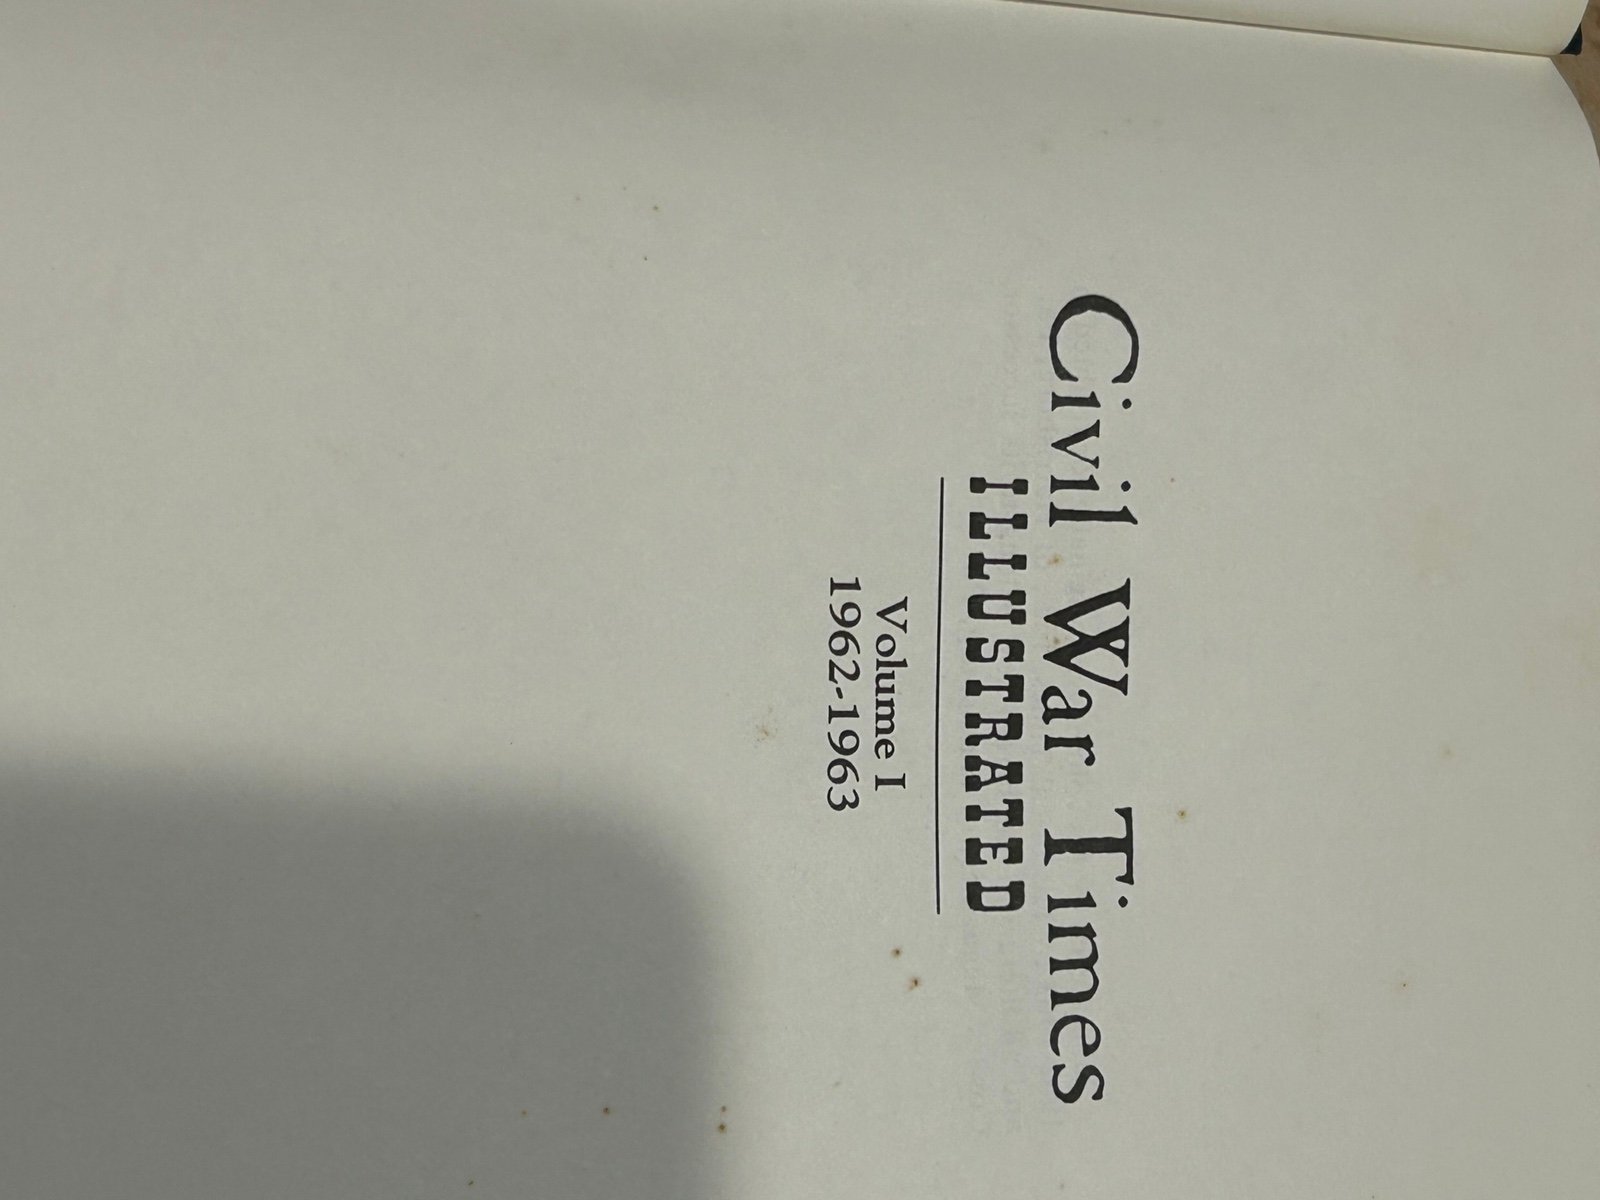 Civil War Times
ILLUSTRATED
Volume I
1962-1963